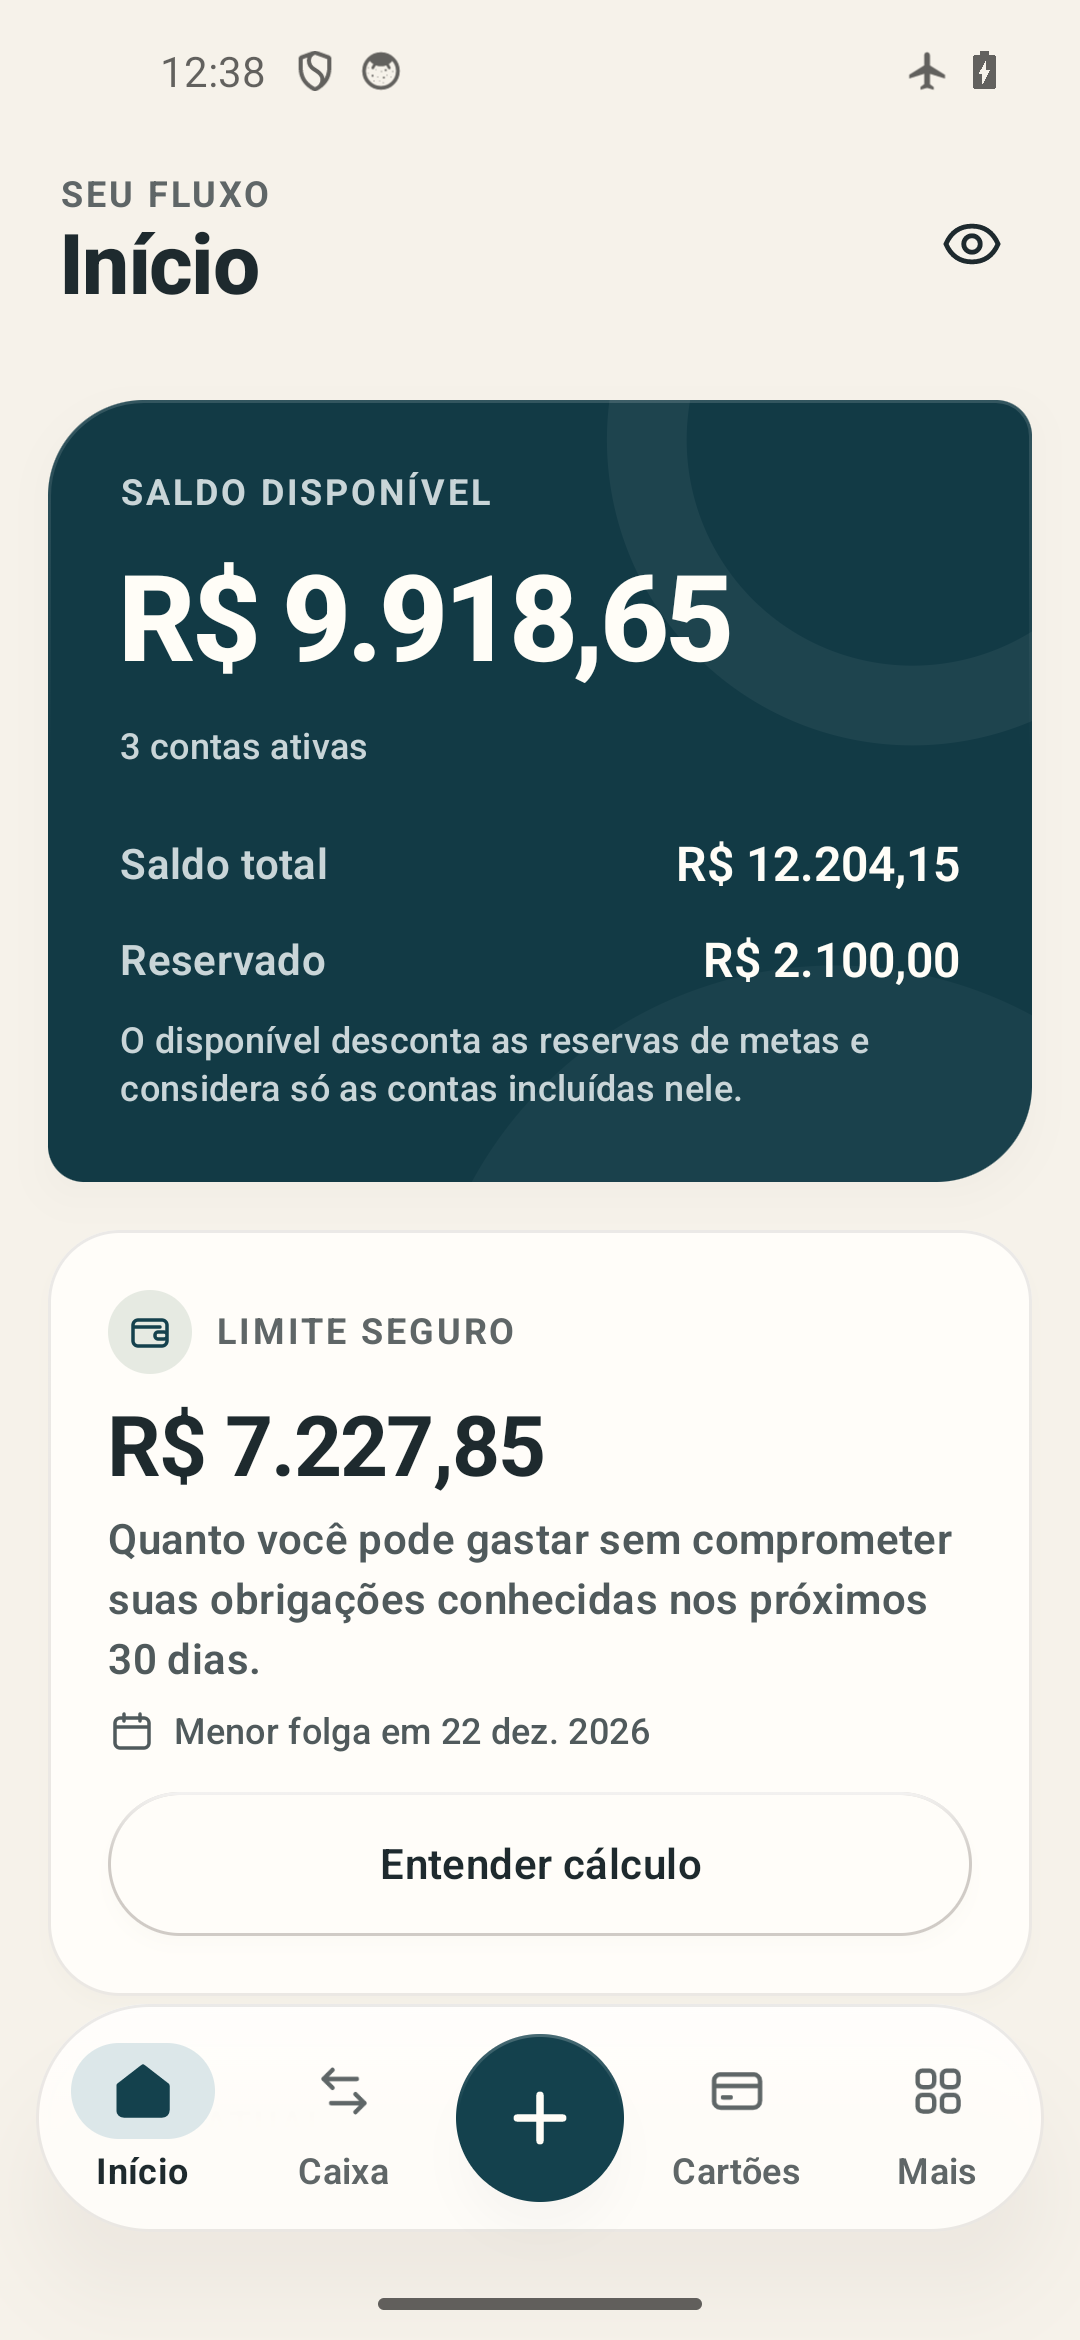 12:38
SEU FLUXO
Início
SALDO DISPONÍVEL
R$ 9.918,65
3 contas ativas
Saldo total R$ 12.204,15
Reservado R$ 2.100,00
O disponível desconta as reservas de metas e
considera só as contas incluídas nele.
LIMITE SEGURO
R$ 7.227,85
Quanto você pode gastar sem comprometer
suas obrigações conhecidas nos próximos
30 dias.
Menor folga em 22 dez. 2026
Entender cálculo
Início Caixa Cartões Mais